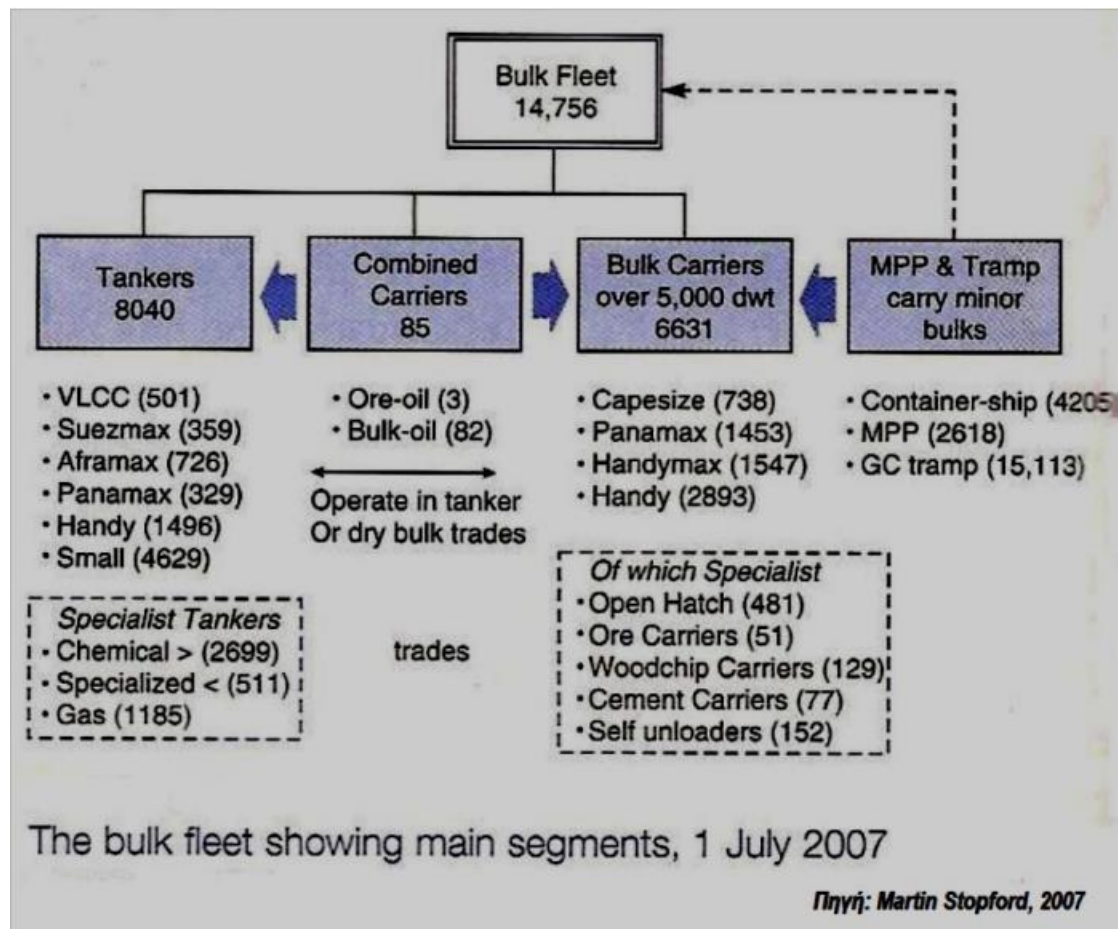 Bulk Fleet
14,756
Tankers
8040
Combined
Carriers
85
Bulk Carriers
over 5,000 dwt
6631
MPP & Tramp
carry minor
bulks
• VLCC (501)
• Suezmax (359)
• Aframax (726)
• Panamax (329)
• Handy (1496)
• Small (4629)
Specialist Tankers
• Chemical > (2699)
• Specialized < (511)
• Gas (1185)
• Ore-oil (3)
• Bulk-oil (82)
Operate in tanker
Or dry bulk trades
trades
• Capesize (738)
• Panamax (1453)
• Handymax (1547)
• Handy (2893)
Of which Specialist
• Open Hatch (481)
• Ore Carriers (51)
• Woodchip Carriers (129)
• Cement Carriers (77)
• Self unloaders (152)
• Container-ship (4205
• MPP (2618)
• GC tramp (15,113)
The bulk fleet showing main segments, 1 July 2007
Πηγή: Martin Stopford, 2007